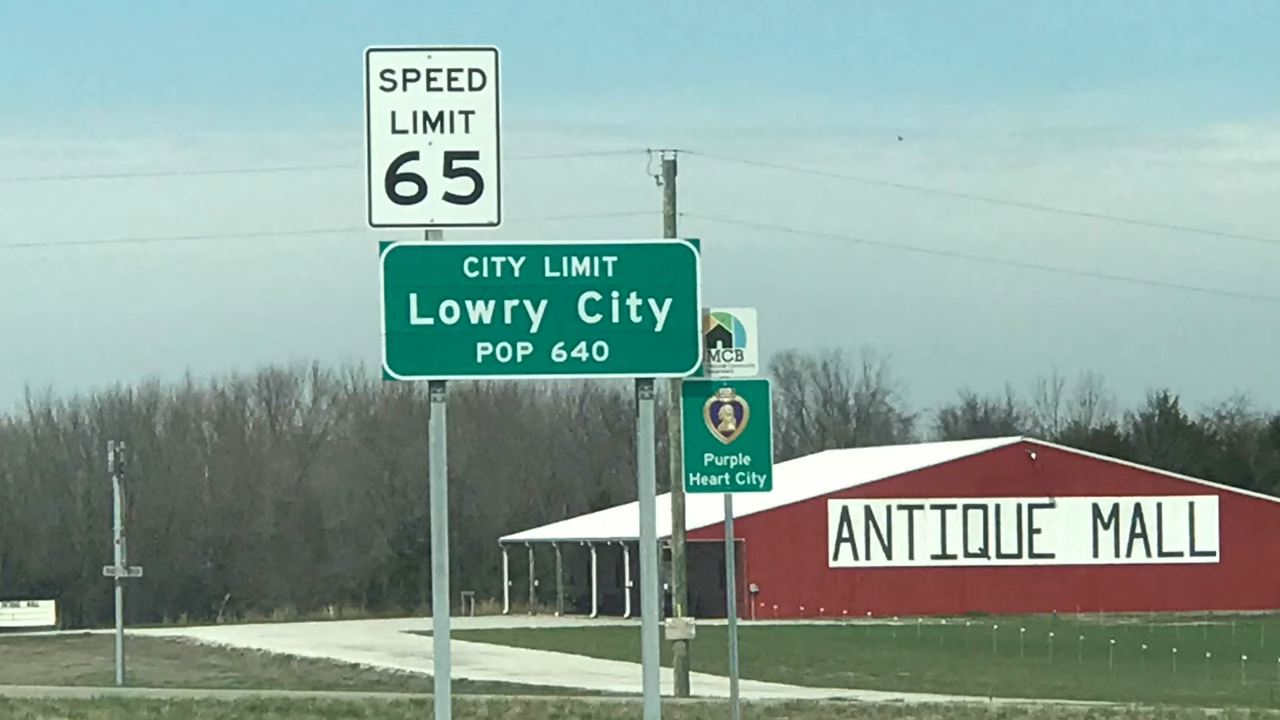 SPEED
LIMIT
65
CITY LIMIT
Lowry City
POP 640
MCB
Purple
Heart City
ANTIQUE MALL